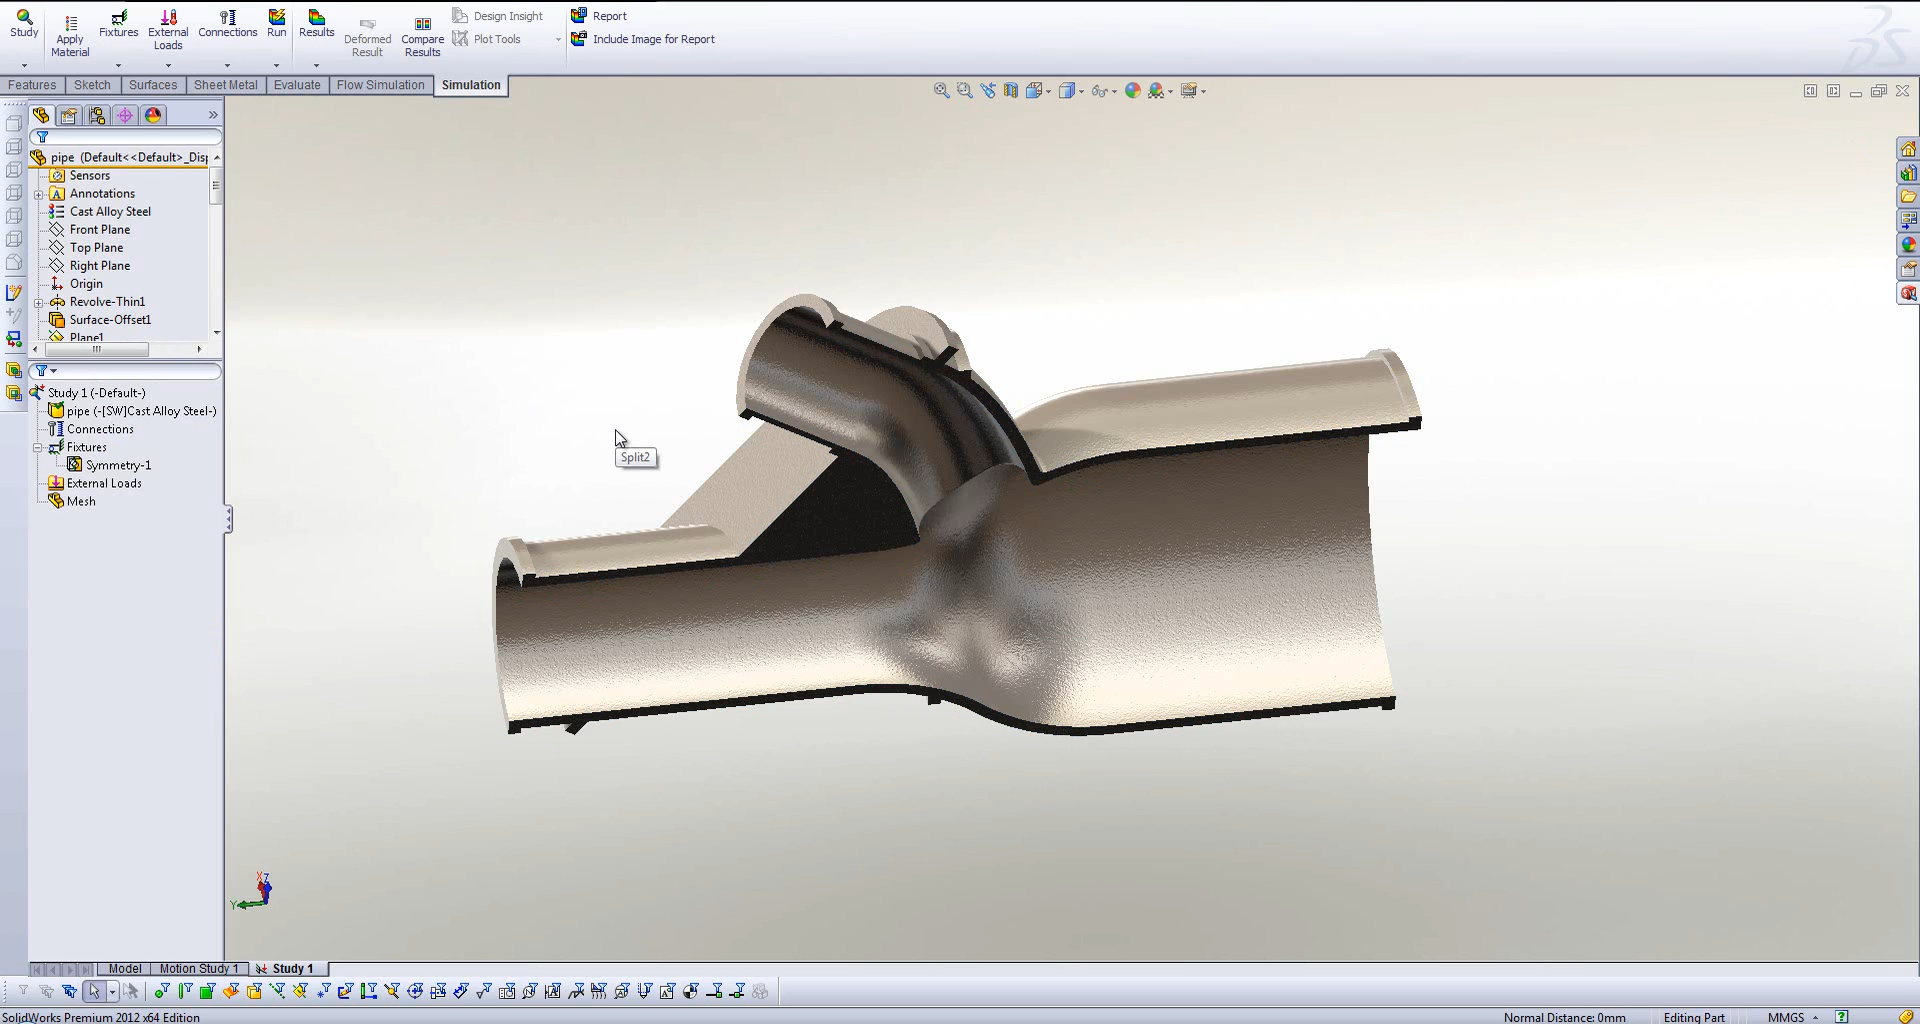 Study
Apply Material
Fixtures
External Loads
Connections
Run
Results
Deformed Result
Compare Results
Design Insight
Plot Tools
Report
Include Image for Report
Features
Sketch
Surfaces
Sheet Metal
Evaluate
Flow Simulation
Simulation
pipe (Default<<Default>_Disp
Sensors
Annotations
Cast Alloy Steel
Front Plane
Top Plane
Right Plane
Origin
Revolve-Thin1
Surface-Offset1
Plane1
Study 1 (-Default-)
pipe (-[SW]Cast Alloy Steel-)
Connections
Fixtures
Symmetry-1
External Loads
Mesh
Split2
X Z
Y
Model
Motion Study 1
Study 1
SolidWorks Premium 2012 x64 Edition
Normal Distance: 0mm
Editing Part
MMGS